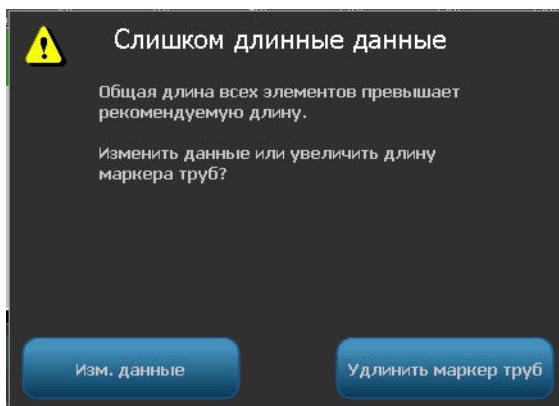 Слишком длинные данные
Общая длина всех элементов превышает
рекомендуемую длину.
Изменить данные или увеличить длину
маркера труб?
Изм. данные
Удлинить маркер труб